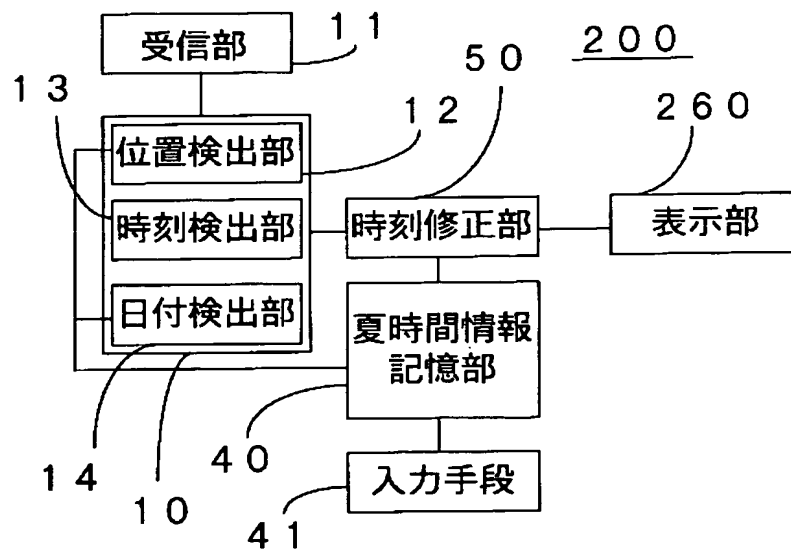 受信部
11
50
200
13
12
260
位置検出部
時刻検出部
時刻修正部
表示部
日付検出部
夏時間情報
記憶部
14
10
40
41
入力手段